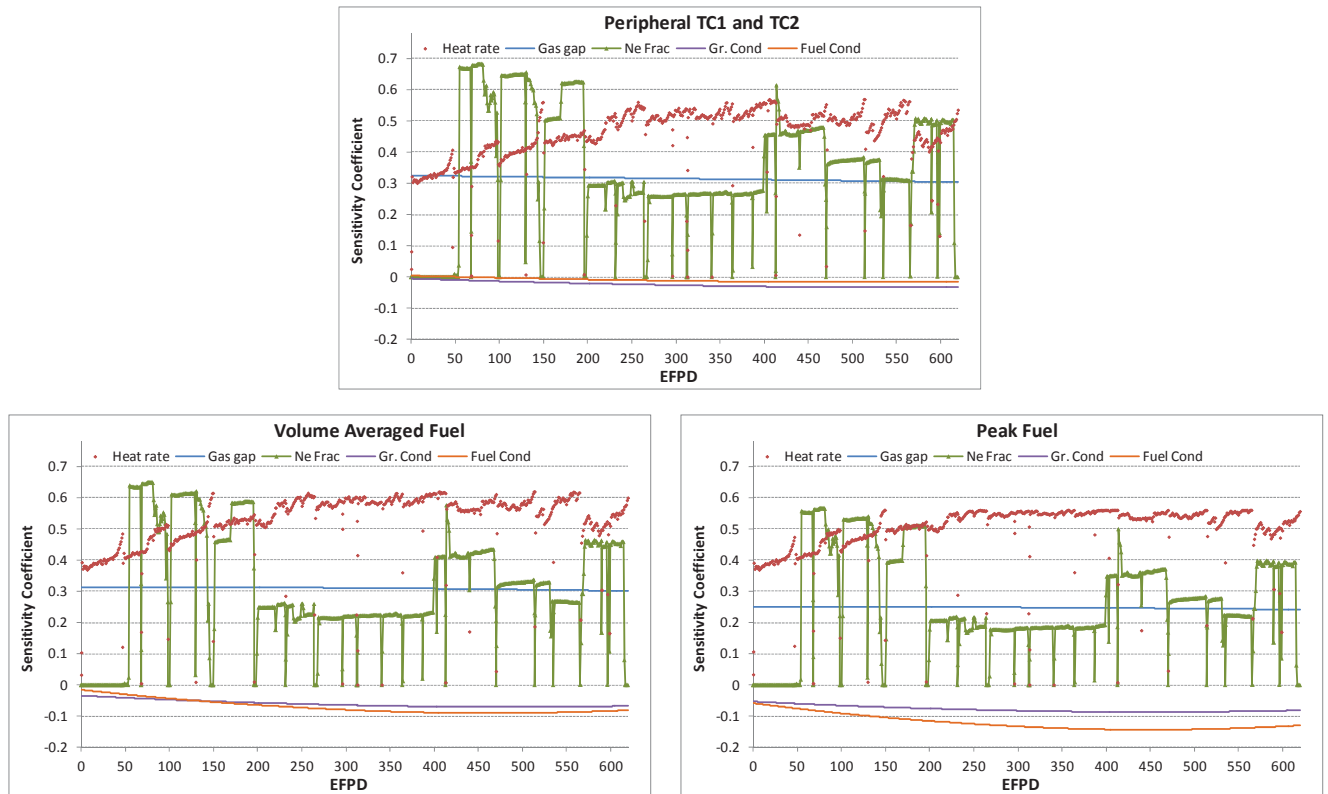 Peripheral TC1 and TC2
Heat rate Gas gap Ne Frac Gr. Cond Fuel Cond
0.7
0.6
0.5
0.4
0.3
0.2
0.1
0
-0.1
-0.2
Sensitivity Coefficient
0 50 100 150 200 250 300 350 400 450 500 550 600
EFPD
Volume Averaged Fuel
Heat rate Gas gap Ne Frac Gr. Cond Fuel Cond
0.7
0.6
0.5
0.4
0.3
0.2
0.1
0
-0.1
-0.2
Sensitivity Coefficient
0 50 100 150 200 250 300 350 400 450 500 550 600
EFPD
Peak Fuel
Heat rate Gas gap Ne Frac Gr. Cond Fuel Cond
0.7
0.6
0.5
0.4
0.3
0.2
0.1
0
-0.1
-0.2
Sensitivity Coefficient
0 50 100 150 200 250 300 350 400 450 500 550 600
EFPD